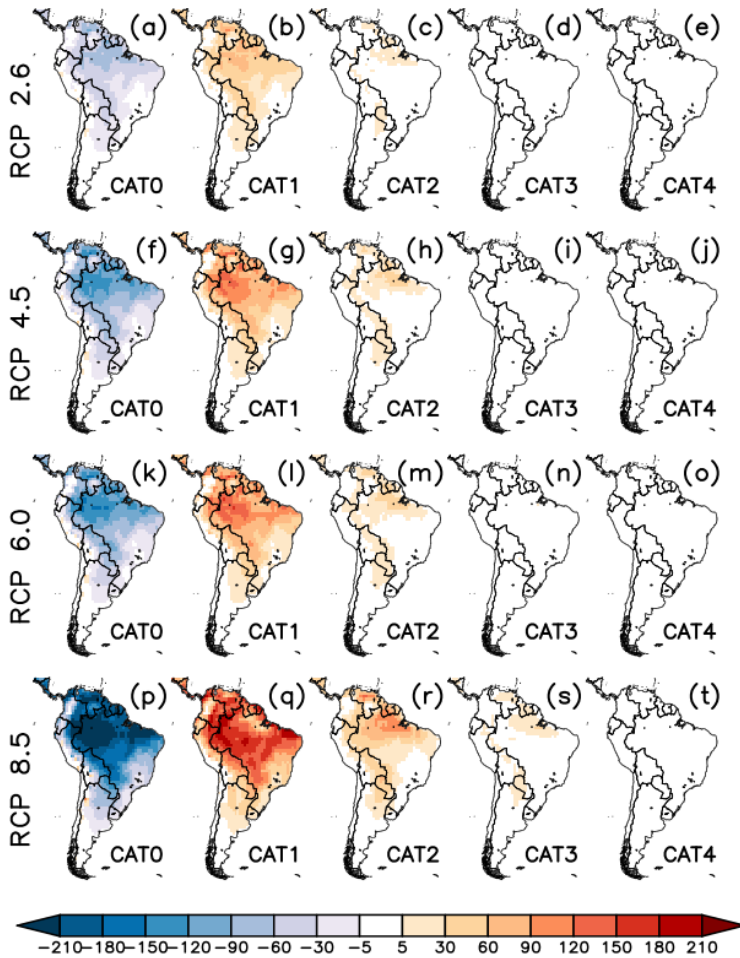 (a) (b) (c) (d) (e)
RCP 2.6
CAT0 CAT1 CAT2 CAT3 CAT4
(f) (g) (h) (i) (j)
RCP 4.5
CAT0 CAT1 CAT2 CAT3 CAT4
(k) (l) (m) (n) (o)
RCP 6.0
CAT0 CAT1 CAT2 CAT3 CAT4
(p) (q) (r) (s) (t)
RCP 8.5
CAT0 CAT1 CAT2 CAT3 CAT4
−210 −180 −150 −120 −90 −60 −30 −5 5 30 60 90 120 150 180 210